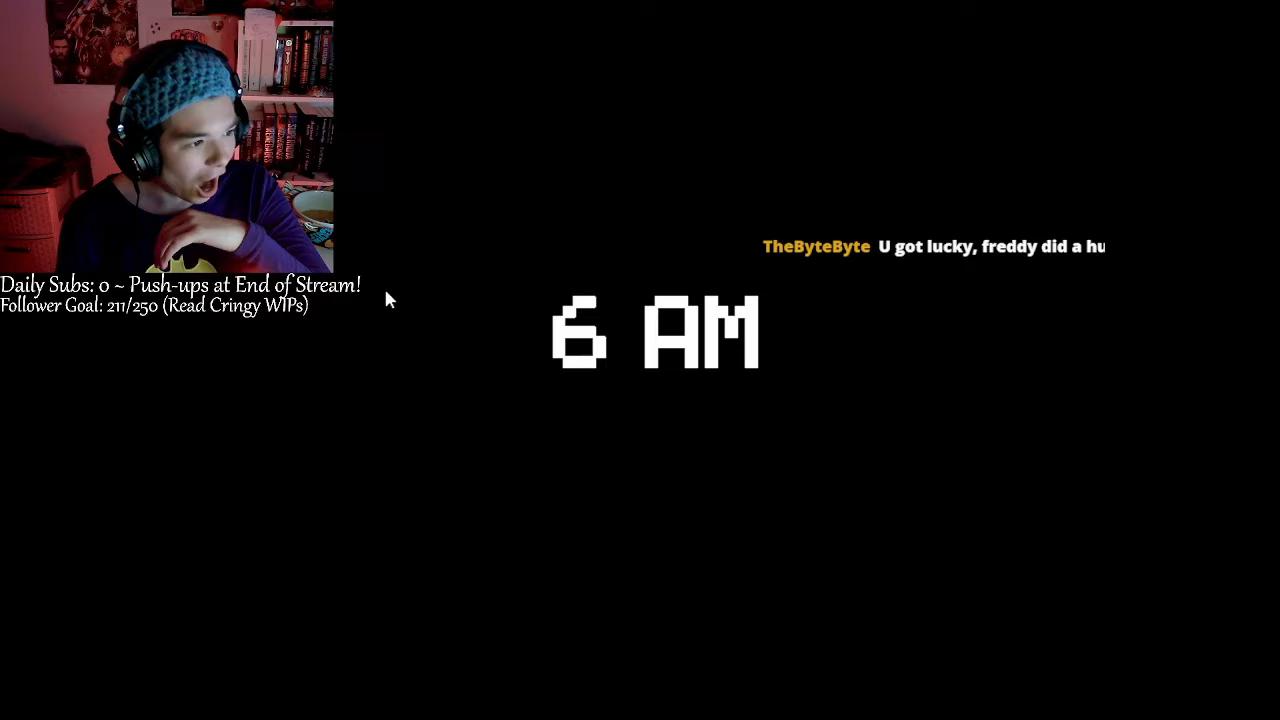 Daily Subs: 0 ~ Push-ups at End of Stream!
Follower Goal: 211/250 (Read Cringy WIPs)
TheByteByte U got lucky, freddy did a hu
6 AM